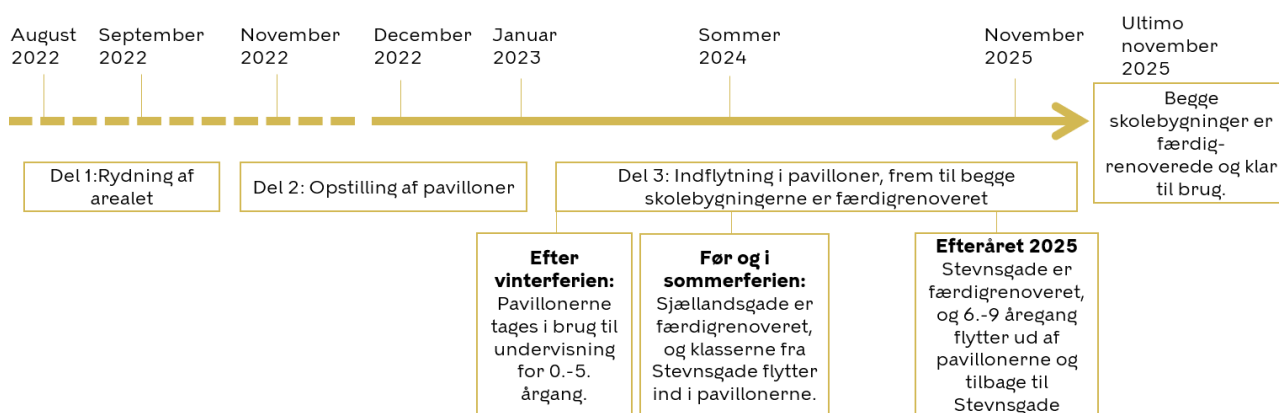 August
2022
September
2022
November
2022
December
2022
Januar
2023
Sommer
2024
November
2025
Ultimo
november
2025
Begge
skolebygninger er
færdig-
renoverede og klar
til brug.
Del 1:Rydning af
arealet
Del 2: Opstilling af pavilloner
Del 3: Indflytning i pavilloner, frem til begge
skolebygningerne er færdigrenoveret
Efter
vinterferien:
Pavillonerne
tages i brug til
undervisning
for 0.-5.
årgang.
Før og i
sommerferien:
Sjællandsgade er
færdigrenoveret,
og klasserne fra
Stevnsgade flytter
ind i pavillonerne.
Efteråret 2025
Stevnsgade er
færdigrenoveret,
og 6.-9 åregang
flytter ud af
pavillonerne og
tilbage til
Stevnsgade